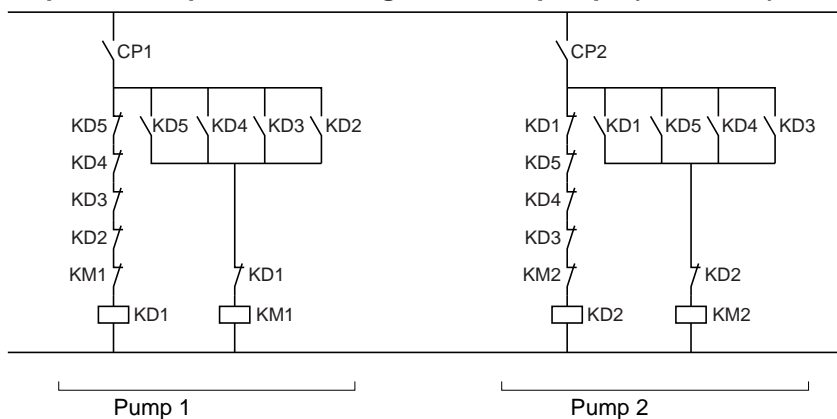 CP1 CP2
KD5 KD5 KD4 KD3 KD2 KD1 KD1 KD5 KD4 KD3
KD4 KD5
KD3 KD4
KD2 KD3
KM1 KD1 KM2 KD2
KD1 KM1 KD2 KM2
Pump 1 Pump 2